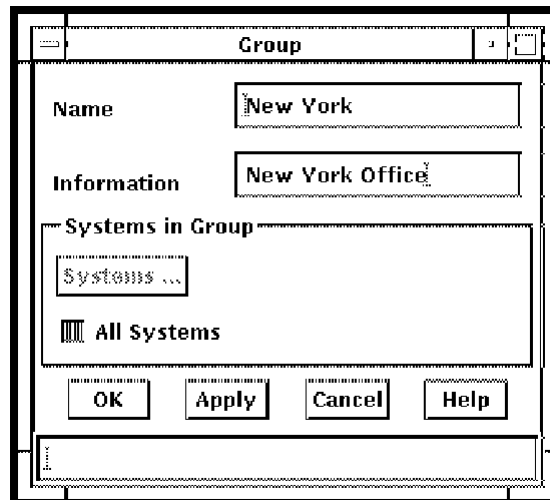 Group
Name
New York
Information
New York Office
Systems in Group
Systems ...
All Systems
OK Apply Cancel Help